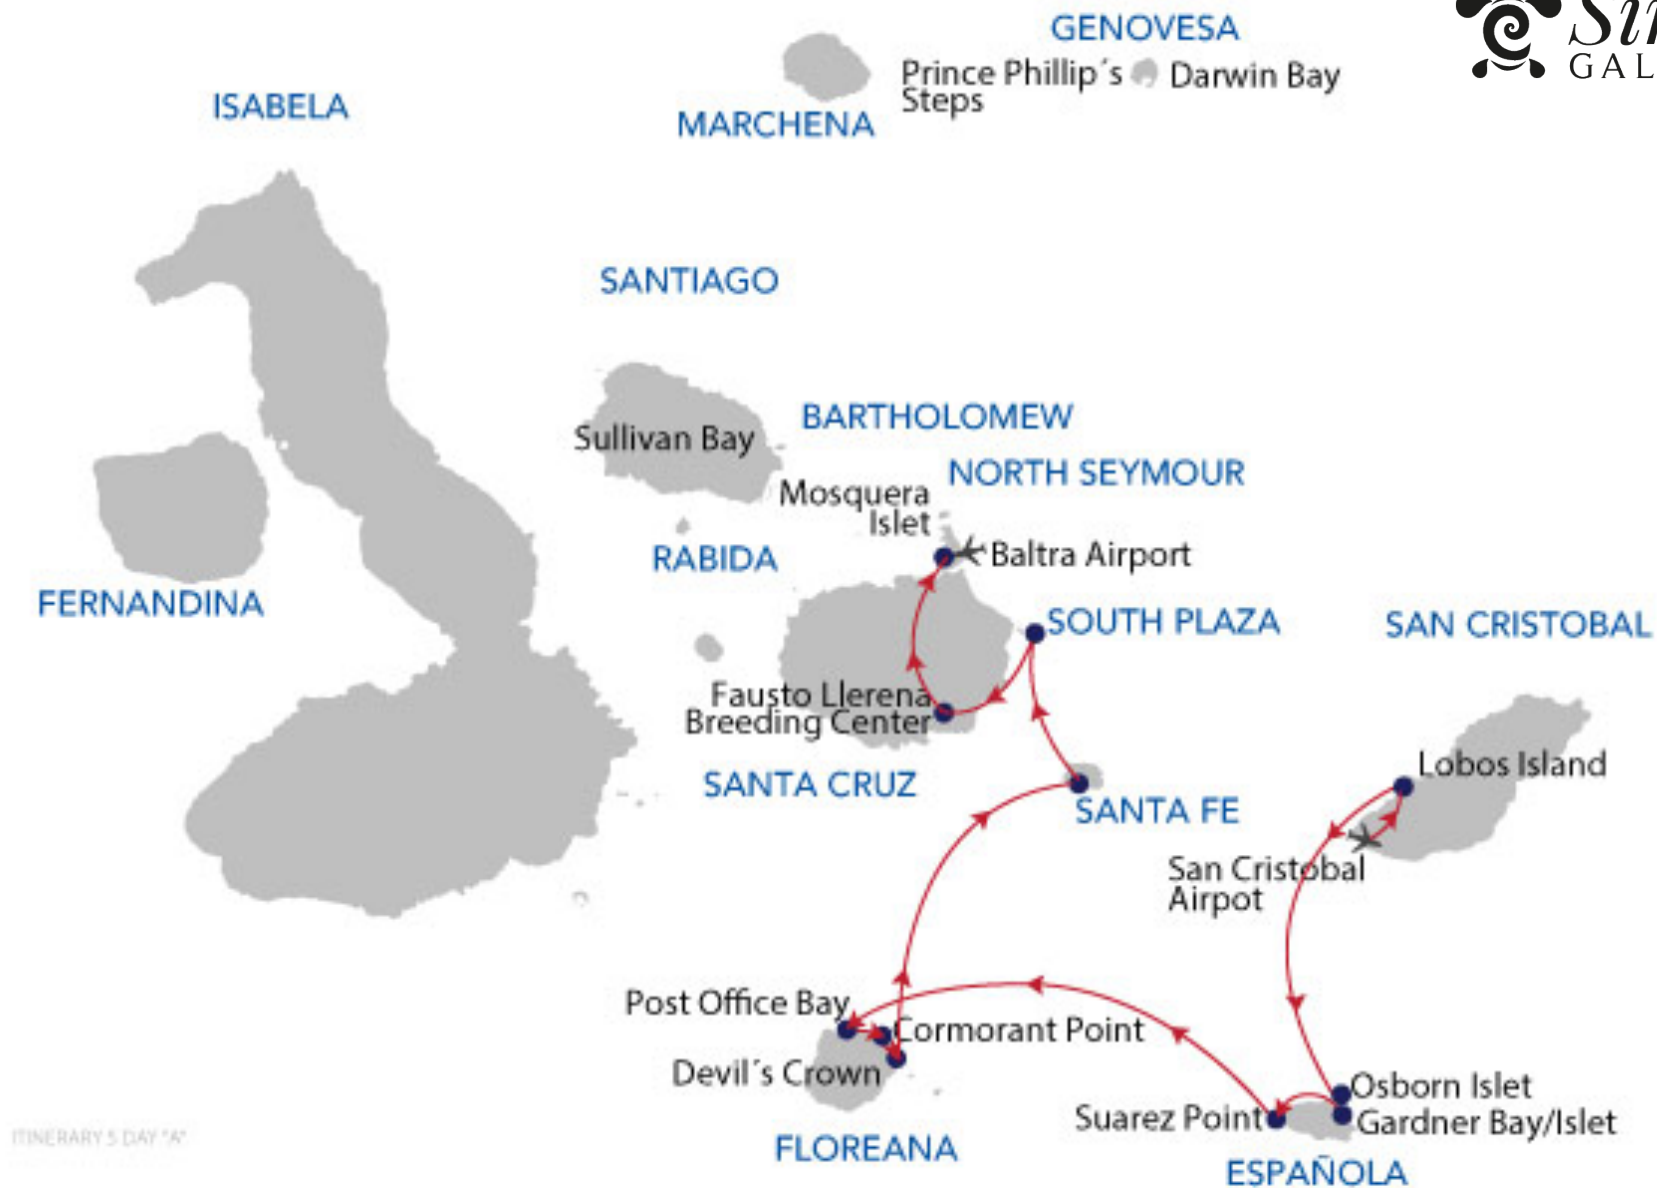 GENOVESA
Prince Phillip´s
Steps
Darwin Bay
GAL
ISABELA
MARCHENA
SANTIAGO
Sullivan Bay
BARTHOLOMEW
NORTH SEYMOUR
Mosquera
Islet
Baltra Airport
RABIDA
FERNANDINA
SOUTH PLAZA
SAN CRISTOBAL
Fausto Llerena
Breeding Center
SANTA CRUZ
Lobos Island
SANTA FE
San Cristobal
Airpot
Post Office Bay
Cormorant Point
Devil´s Crown
Osborn Islet
Suarez Point
Gardner Bay/Islet
FLOREANA
ESPAÑOLA
ITINERARY 5 DAY "A"